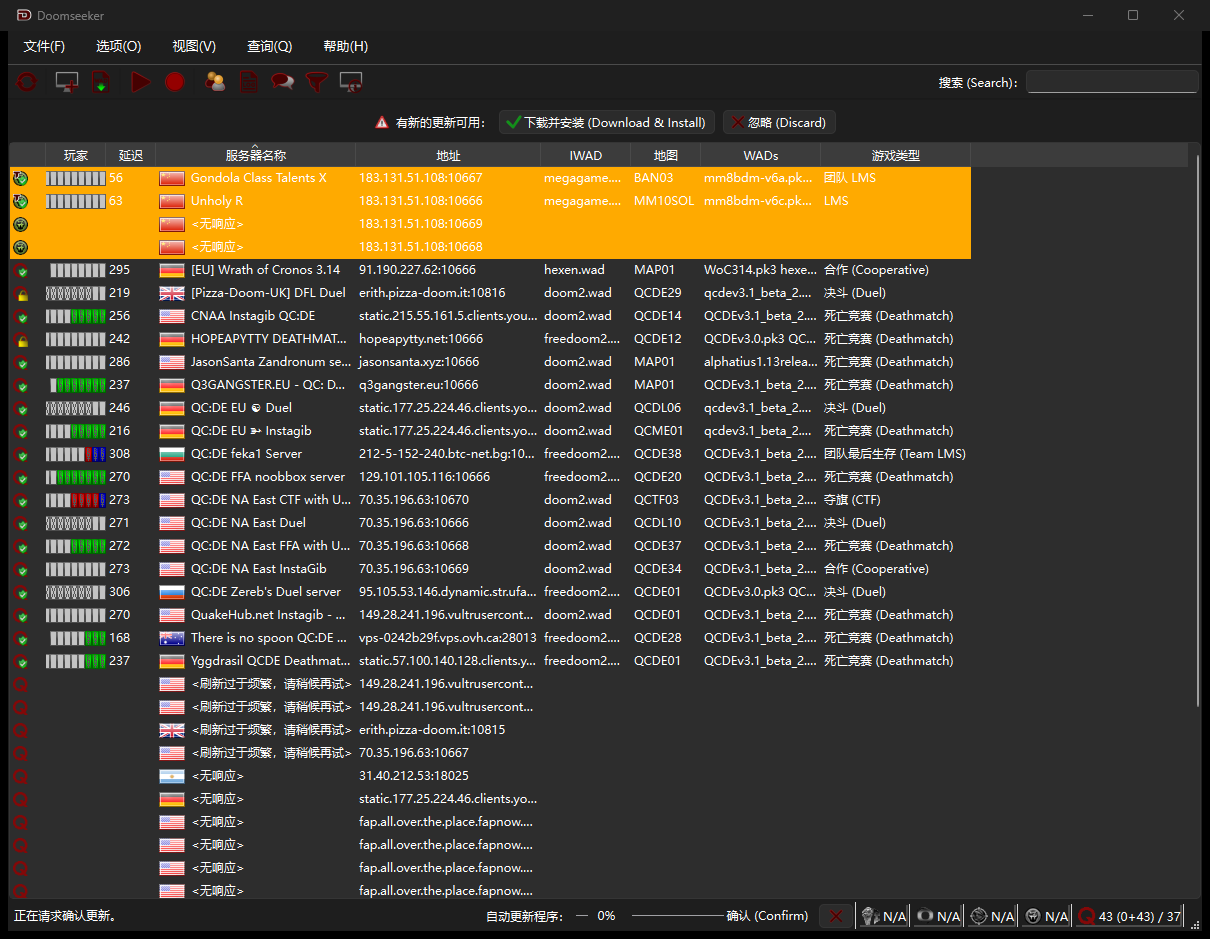 Doomseeker
文件(F) 选项(O) 视图(V) 查询(Q) 帮助(H)
搜索 (Search):
有新的更新可用: 下载并安装 (Download & Install) 忽略 (Discard)
玩家 延迟 服务器名称 地址 IWAD 地图 WADs 游戏类型
56 Gondola Class Talents X 183.131.51.108:10667 megagame.... BAN03 mm8bdm-v6a.pk... 团队 LMS
63 Unholy R 183.131.51.108:10666 megagame.... MM10SOL mm8bdm-v6c.pk... LMS
<无响应> 183.131.51.108:10669
<无响应> 183.131.51.108:10668
295 [EU] Wrath of Cronos 3.14 91.190.227.62:10666 hexen.wad MAP01 WoC314.pk3 hexe... 合作 (Cooperative)
219 [Pizza-Doom-UK] DFL Duel erith.pizza-doom.it:10816 doom2.wad QCDE29 qcdev3.1_beta_2.... 决斗 (Duel)
256 CNAA Instagib QC:DE static.215.55.161.5.clients.you... doom2.wad QCDE14 QCDEv3.1_beta_2.... 死亡竞赛 (Deathmatch)
242 HOPEAPYTTY DEATHMAT... hopeapytty.net:10666 freedoom2.... QCDE12 QCDEv3.0.pk3 QC... 死亡竞赛 (Deathmatch)
286 JasonSanta Zandronum se... jasonsanta.xyz:10666 doom2.wad MAP01 alphatius1.13relea... 死亡竞赛 (Deathmatch)
237 Q3GANGSTER.EU - QC: D... q3gangster.eu:10666 doom2.wad MAP01 QCDEv3.1_beta_2.... 死亡竞赛 (Deathmatch)
246 QC:DE EU ☯ Duel static.177.25.224.46.clients.yo... doom2.wad QCDL06 qcdev3.1_beta_2.... 决斗 (Duel)
216 QC:DE EU ➳ Instagib static.177.25.224.46.clients.yo... doom2.wad QCME01 qcdev3.1_beta_2.... 死亡竞赛 (Deathmatch)
308 QC:DE feka1 Server 212-5-152-240.btc-net.bg:10... freedoom2.... QCDE38 QCDEv3.1_beta_2.... 团队最后生存 (Team LMS)
270 QC:DE FFA noobbox server 129.101.105.116:10666 freedoom2.... QCDE20 QCDEv3.1_beta_2.... 死亡竞赛 (Deathmatch)
273 QC:DE NA East CTF with U... 70.35.196.63:10670 doom2.wad QCTF03 QCDEv3.1_beta_2.... 夺旗 (CTF)
271 QC:DE NA East Duel 70.35.196.63:10666 doom2.wad QCDL10 QCDEv3.1_beta_2.... 决斗 (Duel)
272 QC:DE NA East FFA with U... 70.35.196.63:10668 doom2.wad QCDE37 QCDEv3.1_beta_2.... 死亡竞赛 (Deathmatch)
273 QC:DE NA East InstaGib 70.35.196.63:10669 doom2.wad QCDE34 QCDEv3.1_beta_2.... 合作 (Cooperative)
306 QC:DE Zereb's Duel server 95.105.53.146.dynamic.str.ufa... freedoom2.... QCDE01 QCDEv3.0.pk3 QC... 决斗 (Duel)
270 QuakeHub.net Instagib - ... 149.28.241.196.vultrusercont... doom2.wad QCDE01 QCDEv3.1_beta_2.... 死亡竞赛 (Deathmatch)
168 There is no spoon QC:DE ... vps-0242b29f.vps.ovh.ca:28013 freedoom2.... QCDE28 QCDEv3.1_beta_2.... 死亡竞赛 (Deathmatch)
237 Yggdrasil QCDE Deathmat... static.57.100.140.128.clients.y... freedoom2.... QCDE01 QCDEv3.1_beta_2.... 死亡竞赛 (Deathmatch)
<刷新过于频繁，请稍候再试> 149.28.241.196.vultrusercont...
<刷新过于频繁，请稍候再试> 149.28.241.196.vultrusercont...
<刷新过于频繁，请稍候再试> erith.pizza-doom.it:10815
<刷新过于频繁，请稍候再试> 70.35.196.63:10667
<无响应> 31.40.212.53:18025
<无响应> static.177.25.224.46.clients.yo...
<无响应> fap.all.over.the.place.fapnow....
<无响应> fap.all.over.the.place.fapnow....
<无响应> fap.all.over.the.place.fapnow....
<无响应> fap.all.over.the.place.fapnow....
正在请求确认更新。 自动更新程序: 0% 确认 (Confirm) N/A N/A N/A N/A 43 (0+43) / 37